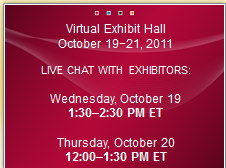 Virtual Exhibit Hall
October 19–21, 2011
LIVE CHAT WITH EXHIBITORS:
Wednesday, October 19
1:30–2:30 PM ET
Thursday, October 20
12:00–1:30 PM ET